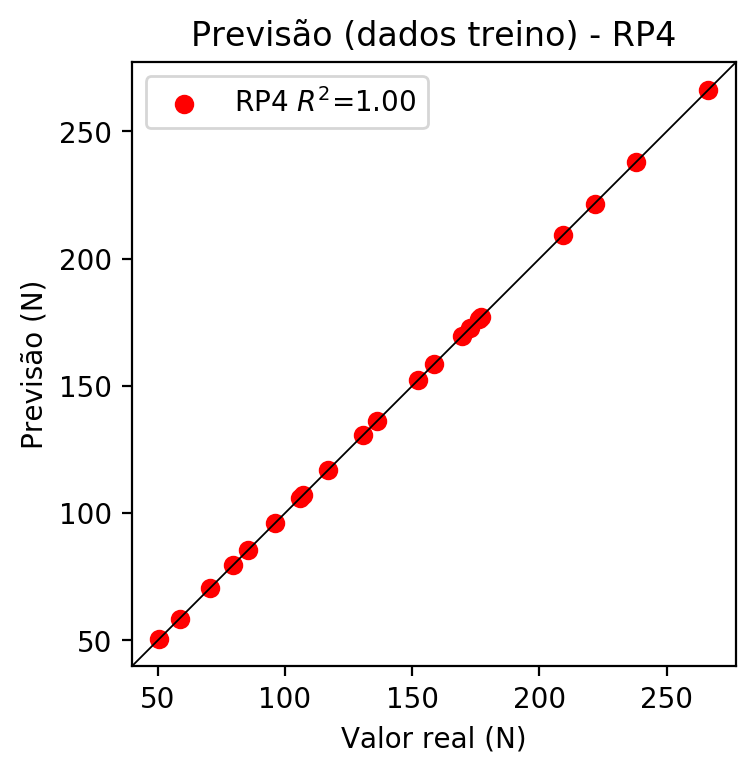 Previsão (dados treino) - RP4
RP4 R²=1.00
250
200
150
100
50
Previsão (N)
50 100 150 200 250
Valor real (N)